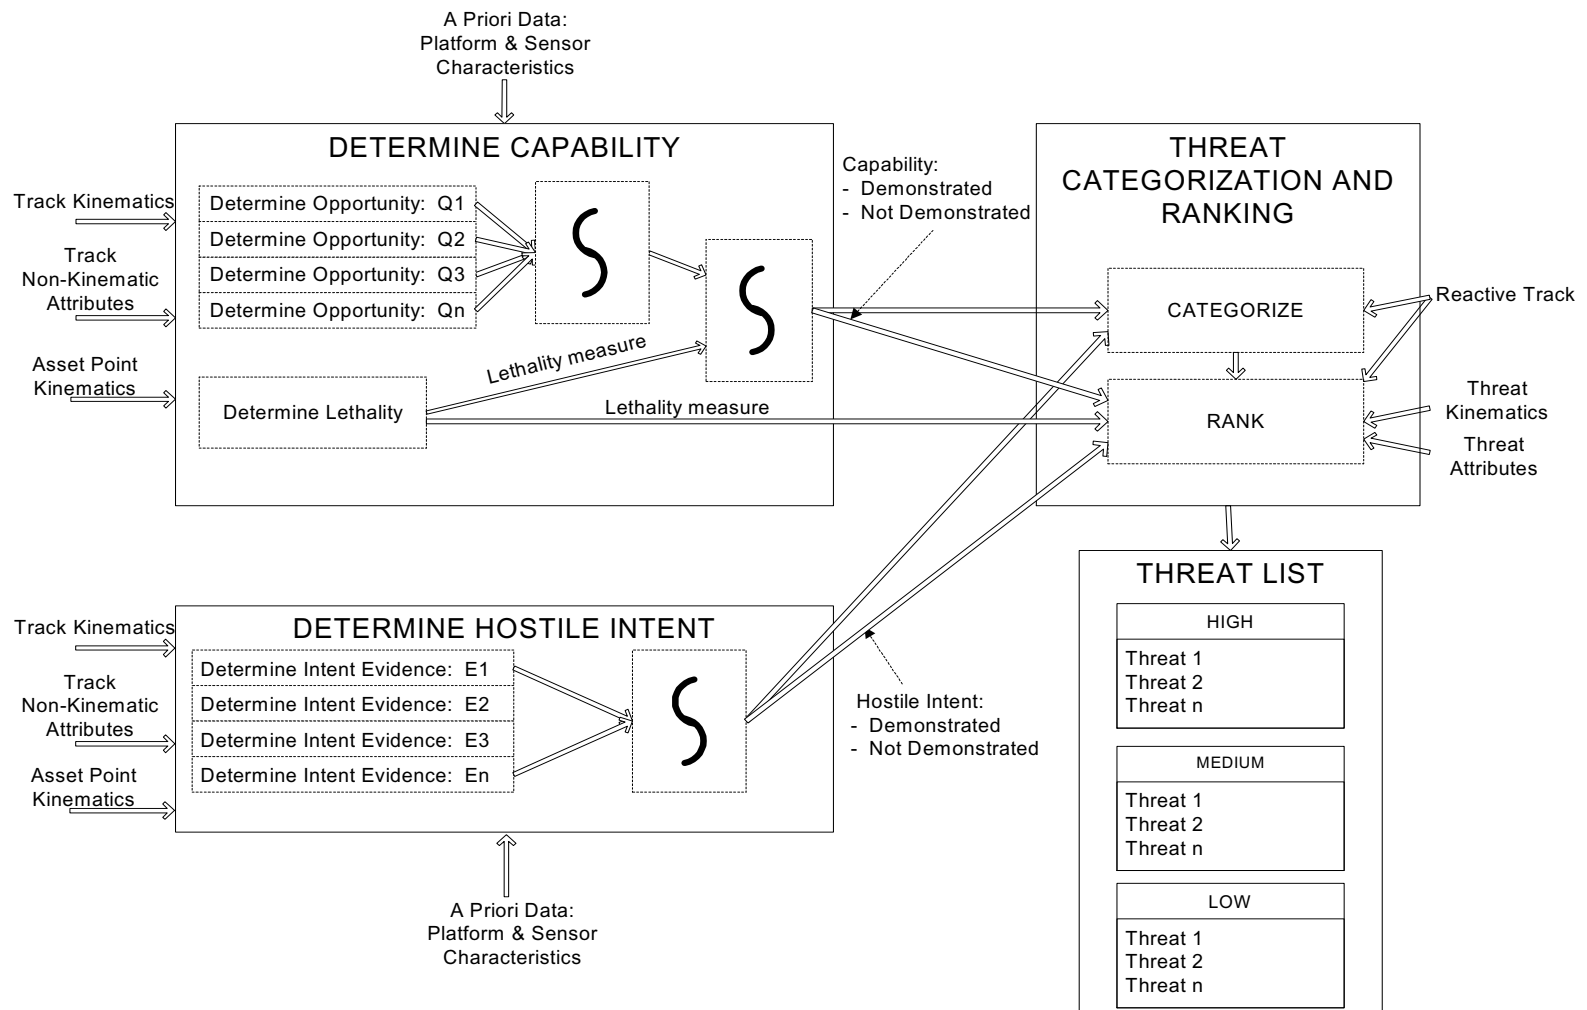 A Priori Data:
Platform & Sensor
Characteristics
DETERMINE CAPABILITY
Track Kinematics
Track
Non-Kinematic
Attributes
Asset Point
Kinematics
Determine Opportunity: Q1
Determine Opportunity: Q2
Determine Opportunity: Q3
Determine Opportunity: Qn
S
S
Lethality measure
Determine Lethality
Lethality measure
Capability:
- Demonstrated
- Not Demonstrated
THREAT
CATEGORIZATION AND
RANKING
CATEGORIZE
RANK
Reactive Track
Threat
Kinematics
Threat
Attributes
DETERMINE HOSTILE INTENT
Track Kinematics
Track
Non-Kinematic
Attributes
Asset Point
Kinematics
Determine Intent Evidence: E1
Determine Intent Evidence: E2
Determine Intent Evidence: E3
Determine Intent Evidence: En
S
Hostile Intent:
- Demonstrated
- Not Demonstrated
A Priori Data:
Platform & Sensor
Characteristics
THREAT LIST
HIGH
Threat 1
Threat 2
Threat n
MEDIUM
Threat 1
Threat 2
Threat n
LOW
Threat 1
Threat 2
Threat n